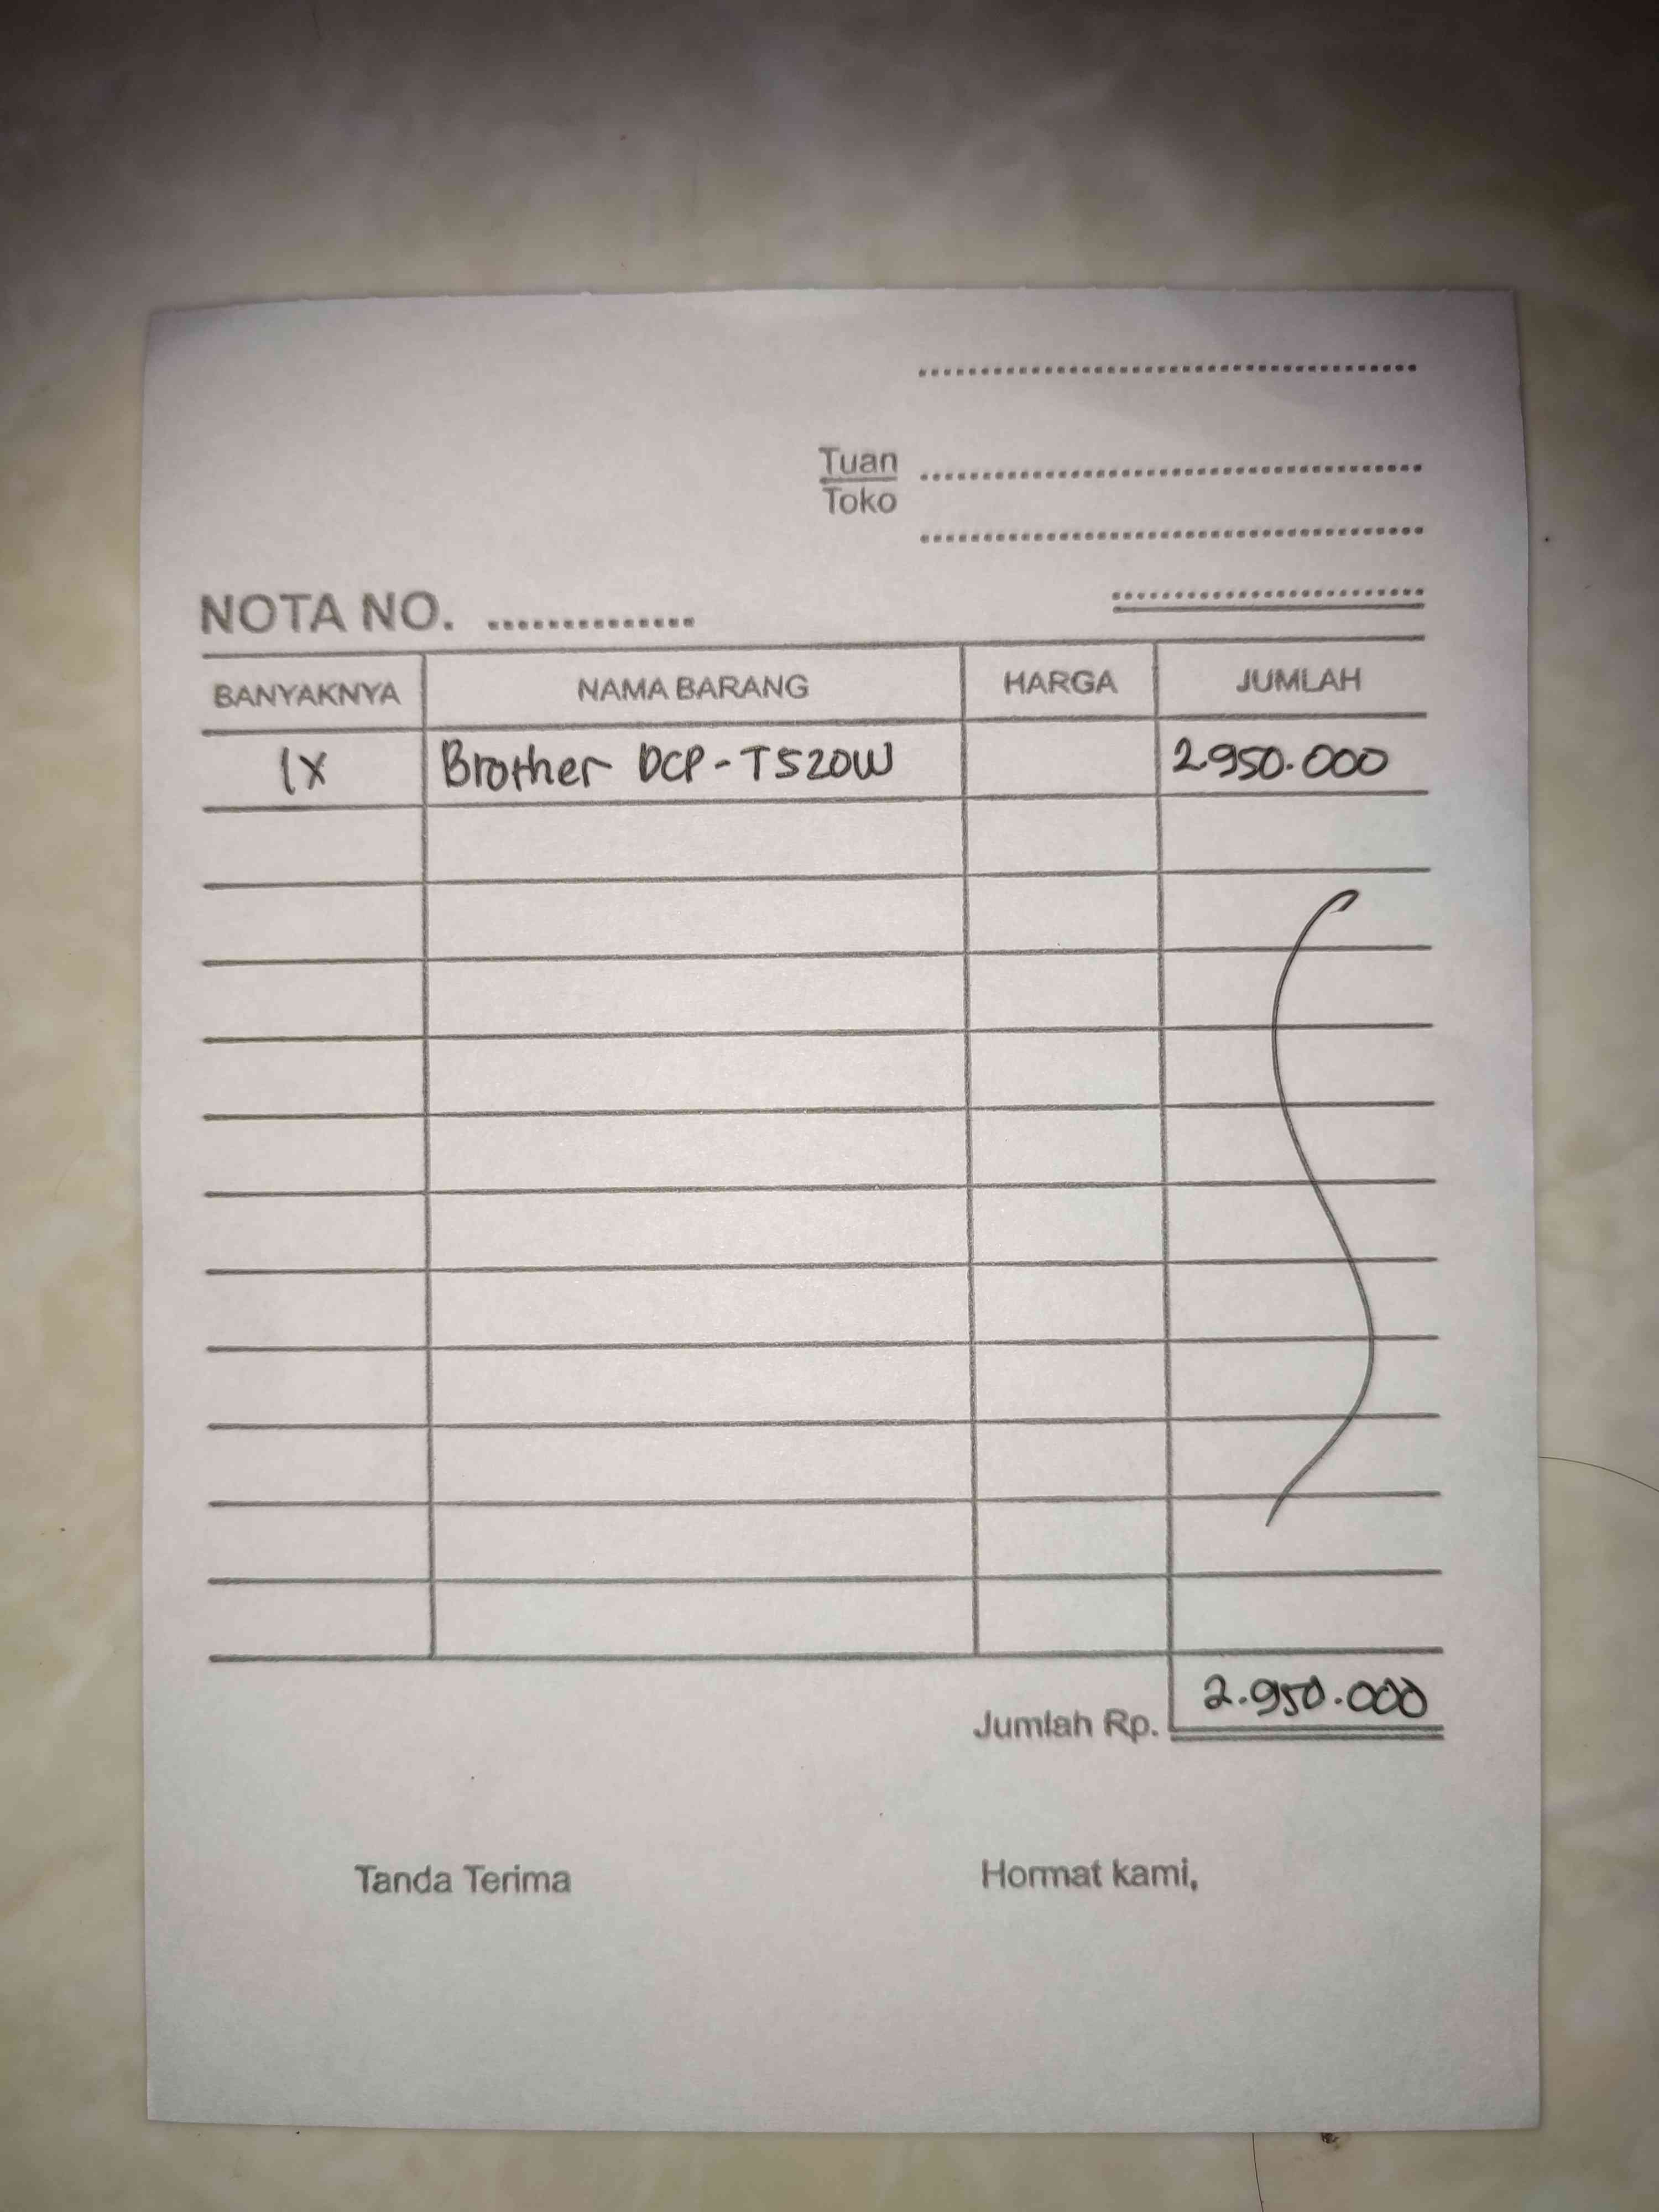 Tuan
Toko
NOTA NO. ..............
BANYAKNYA NAMA BARANG HARGA JUMLAH
1X Brother DCP-T520W 2.950.000
Jumlah Rp. 2.950.000
Tanda Terima Hormat kami,